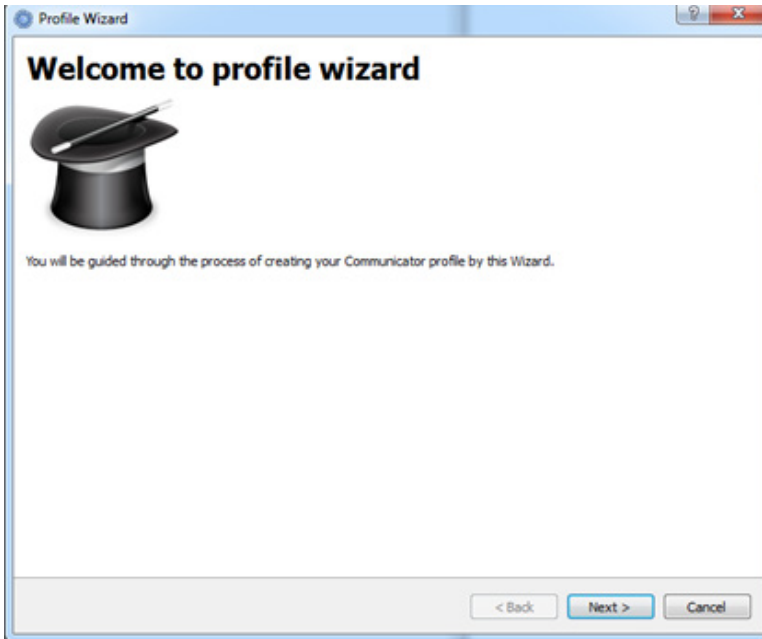 Profile Wizard
Welcome to profile wizard
You will be guided through the process of creating your Communicator profile by this Wizard.
< Back Next > Cancel